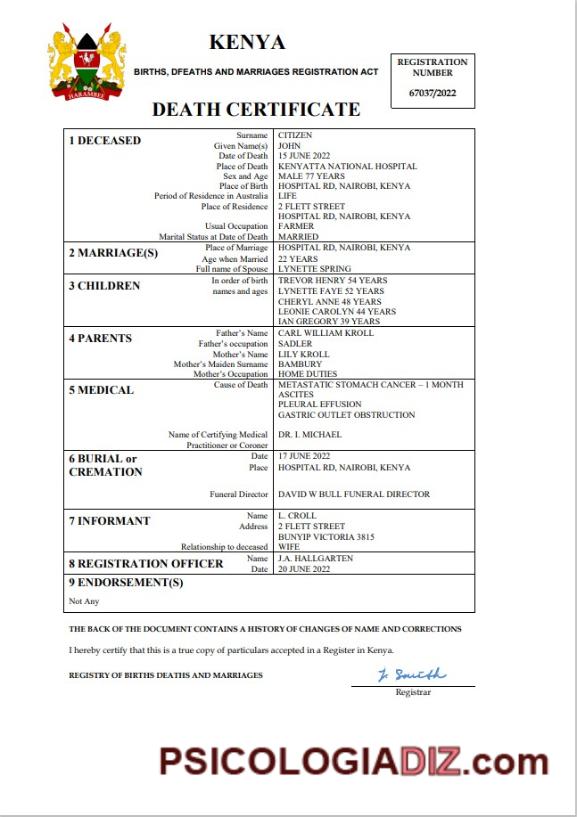 KENYA
BIRTHS, DFEATHS AND MARRIAGES REGISTRATION ACT
REGISTRATION
NUMBER
67037/2022
HARAMBEE
DEATH CERTIFICATE
1 DECEASED
Surname CITIZEN
Given Name(s) JOHN
Date of Death 15 JUNE 2022
Place of Death KENYATTA NATIONAL HOSPITAL
Sex and Age MALE 77 YEARS
Place of Birth HOSPITAL RD, NAIROBI, KENYA
Period of Residence in Australia LIFE
Place of Residence 2 FLETT STREET
HOSPITAL RD, NAIROBI, KENYA
Usual Occupation FARMER
Marital Status at Date of Death MARRIED
2 MARRIAGE(S)
Place of Marriage HOSPITAL RD, NAIROBI, KENYA
Age when Married 22 YEARS
Full name of Spouse LYNETTE SPRING
3 CHILDREN
In order of birth TREVOR HENRY 54 YEARS
names and ages LYNETTE FAYE 52 YEARS
CHERYL ANNE 48 YEARS
LEONIE CAROLYN 44 YEARS
IAN GREGORY 39 YEARS
4 PARENTS
Father's Name CARL WILLIAM KROLL
Father's occupation SADLER
Mother's Name LILY KROLL
Mother's Maiden Surname BAMBURY
Mother's Occupation HOME DUTIES
5 MEDICAL
Cause of Death METASTATIC STOMACH CANCER – 1 MONTH
ASCITES
PLEURAL EFFUSION
GASTRIC OUTLET OBSTRUCTION
Name of Certifying Medical DR. I. MICHAEL
Practitioner or Coroner
6 BURIAL or
CREMATION
Date 17 JUNE 2022
Place HOSPITAL RD, NAIROBI, KENYA
Funeral Director DAVID W BULL FUNERAL DIRECTOR
7 INFORMANT
Name L. CROLL
Address 2 FLETT STREET
BUNYIP VICTORIA 3815
Relationship to deceased WIFE
8 REGISTRATION OFFICER
Name J.A. HALLGARTEN
Date 20 JUNE 2022
9 ENDORSEMENT(S)
Not Any
THE BACK OF THE DOCUMENT CONTAINS A HISTORY OF CHANGES OF NAME AND CORRECTIONS
I hereby certify that this is a true copy of particulars accepted in a Register in Kenya.
REGISTRY OF BIRTHS DEATHS AND MARRIAGES
J. Smith
Registrar
PSICOLOGIADIZ.com